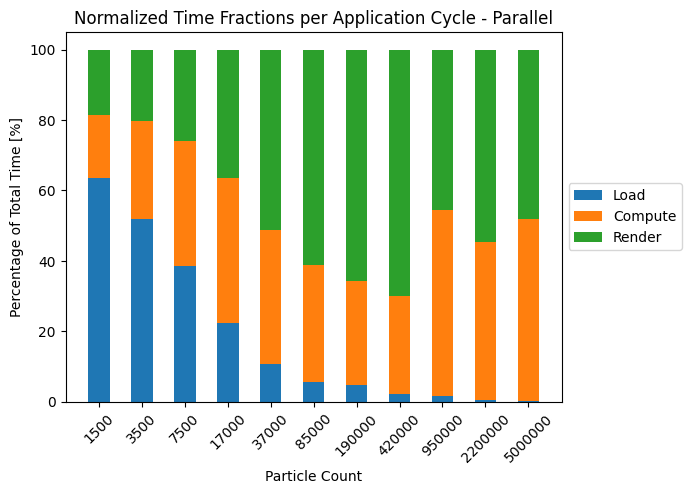 Normalized Time Fractions per Application Cycle - Parallel
Percentage of Total Time [%]
100
80
60
40
20
0
Load
Compute
Render
1500
3500
7500
17000
37000
85000
190000
420000
950000
2200000
5000000
Particle Count